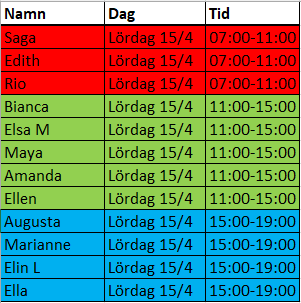 Namn Dag Tid
Saga Lördag 15/4 07:00-11:00
Edith Lördag 15/4 07:00-11:00
Rio Lördag 15/4 07:00-11:00
Bianca Lördag 15/4 11:00-15:00
Elsa M Lördag 15/4 11:00-15:00
Maya Lördag 15/4 11:00-15:00
Amanda Lördag 15/4 11:00-15:00
Ellen Lördag 15/4 11:00-15:00
Augusta Lördag 15/4 15:00-19:00
Marianne Lördag 15/4 15:00-19:00
Elin L Lördag 15/4 15:00-19:00
Ella Lördag 15/4 15:00-19:00